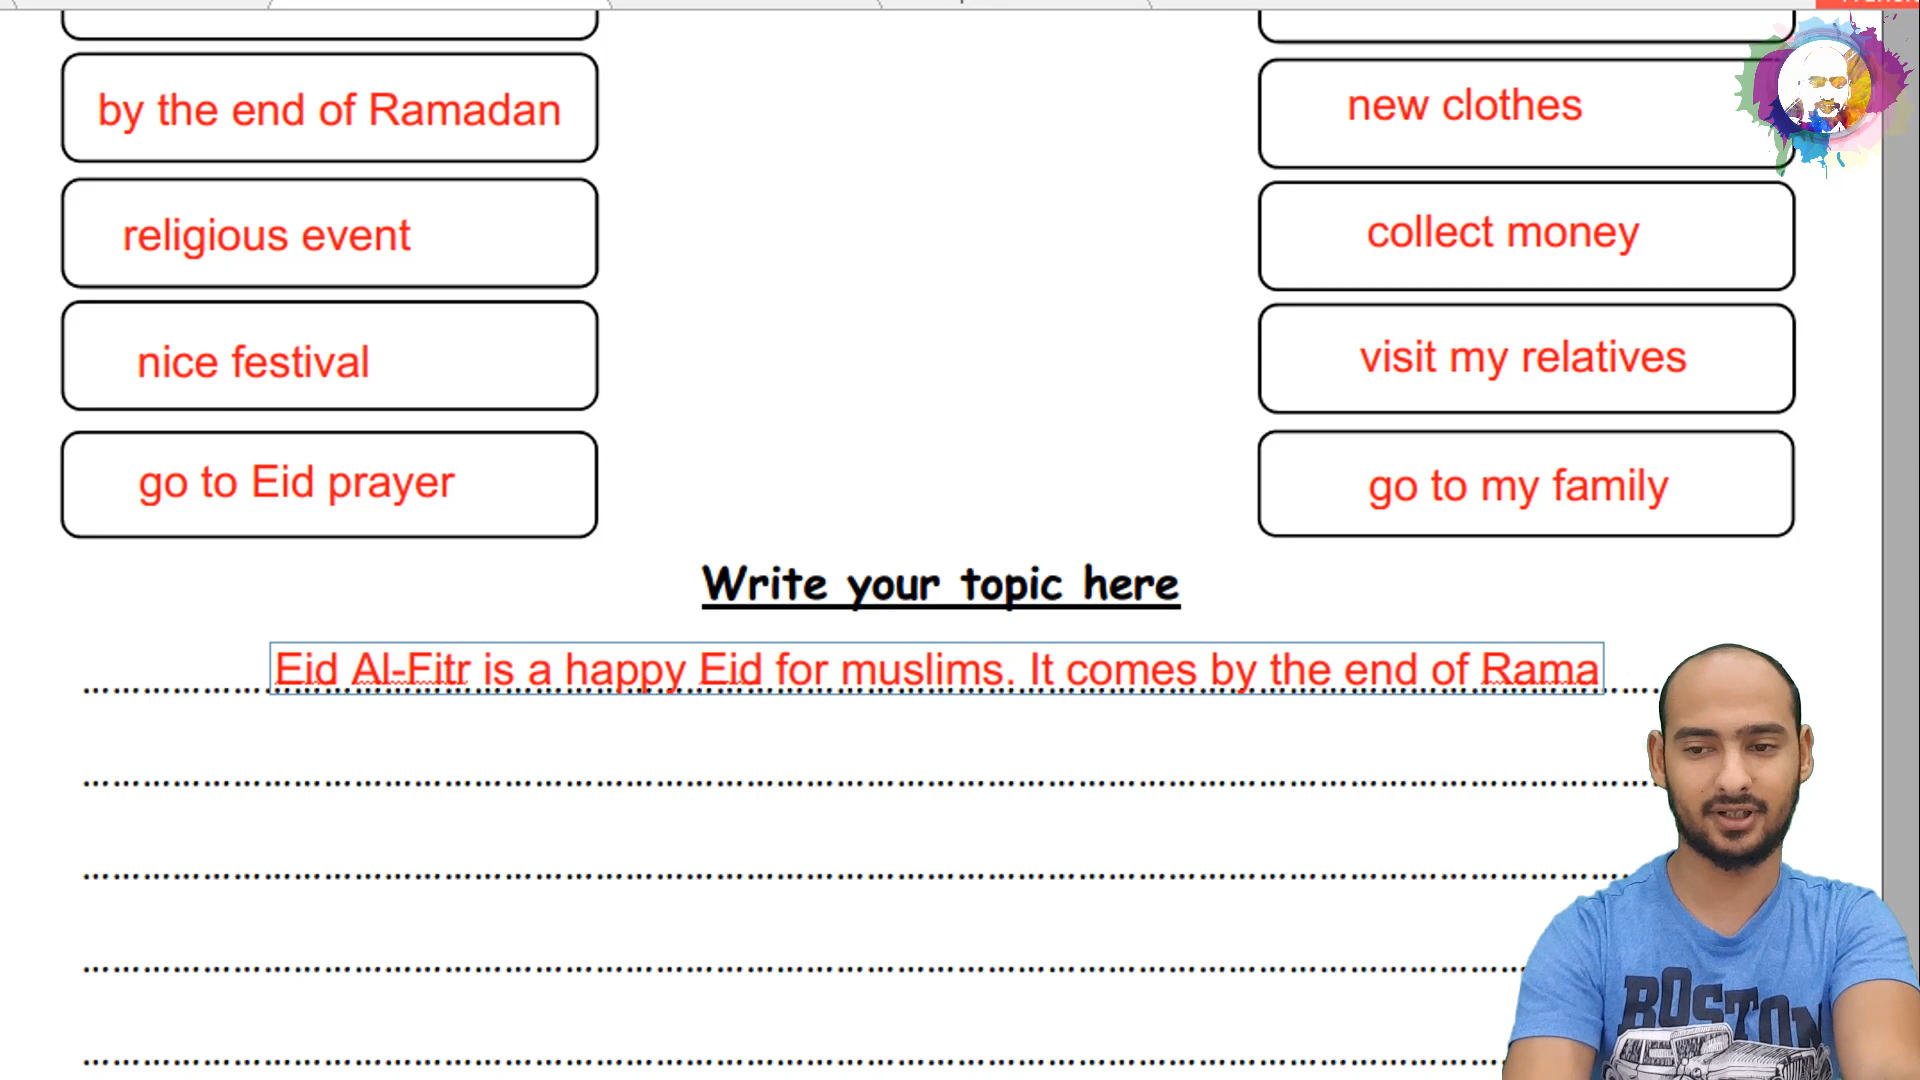 by the end of Ramadan
new clothes
religious event
collect money
nice festival
visit my relatives
go to Eid prayer
go to my family
Write your topic here
Eid Al-Fitr is a happy Eid for muslims. It comes by the end of Rama
BOSTON